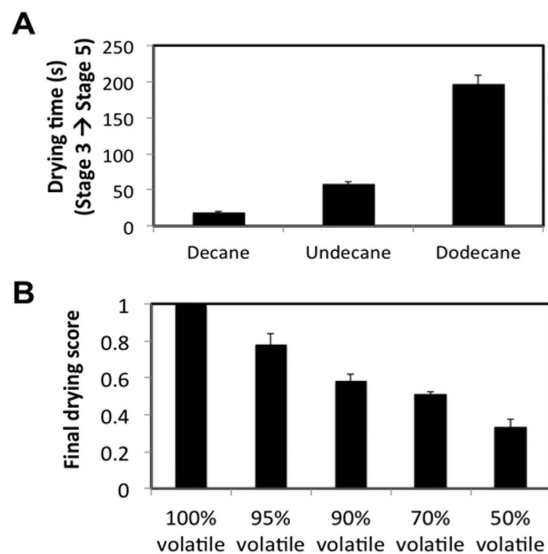 A
Drying time (s)
(Stage 3 → Stage 5)
250
200
150
100
50
0
Decane Undecane Dodecane
B
Final drying score
1
0.8
0.6
0.4
0.2
0
100% 95% 90% 70% 50%
volatile volatile volatile volatile volatile